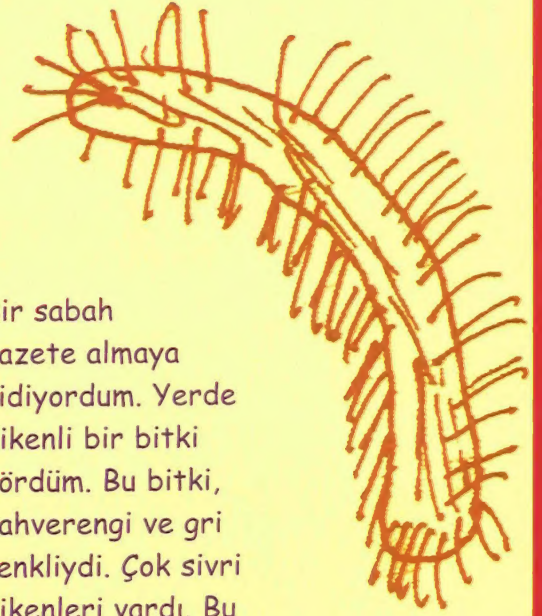 ir sabah
azete almaya
idiyordum. Yerde
ikenli bir bitki
ördüm. Bu bitki,
ahverengi ve gri
enkliydi. Çok sivri
ikenleri vardı. Bu